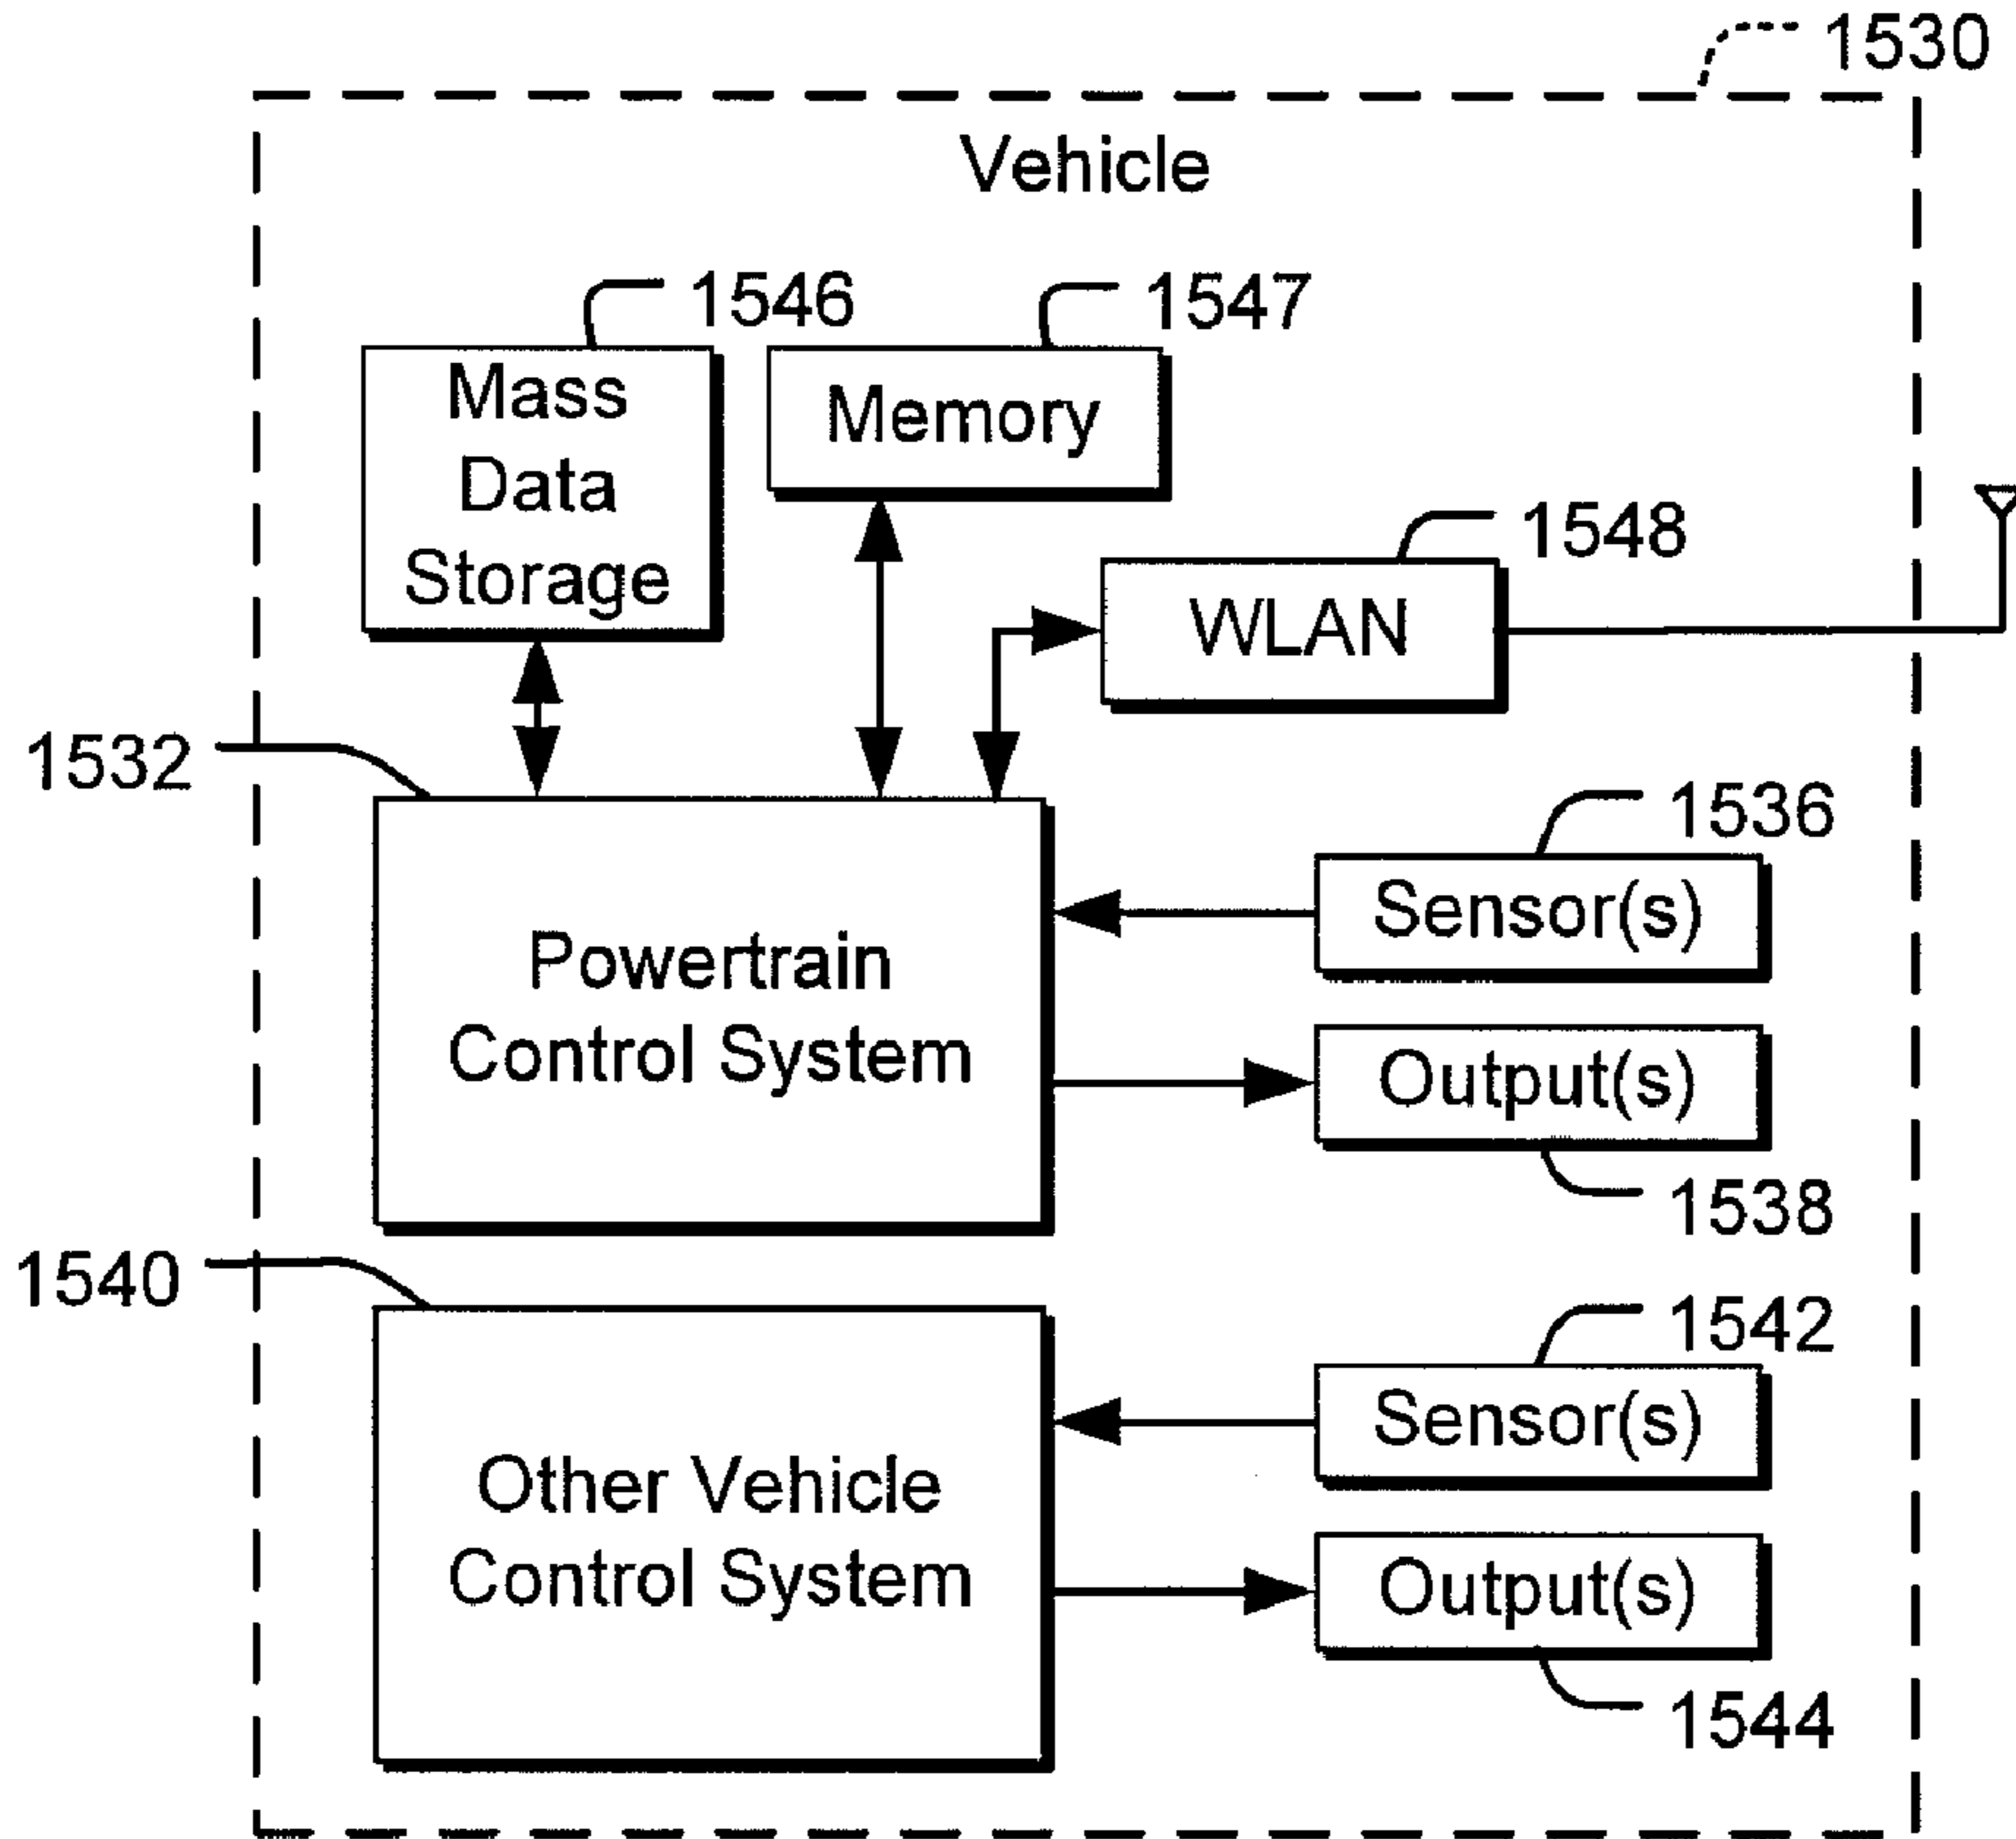 1530
Vehicle
1546
1547
Mass
Data
Storage
Memory
1548
WLAN
1532
1536
Sensor(s)
Powertrain
Control System
Output(s)
1538
1540
1542
Sensor(s)
Other Vehicle
Control System
Output(s)
1544